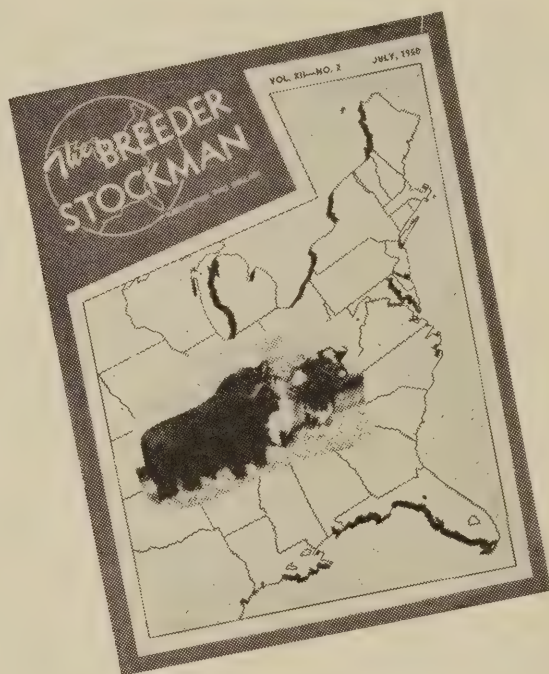 The BREEDER
STOCKMAN
VOL. XII—NO. 2 JULY, 1950